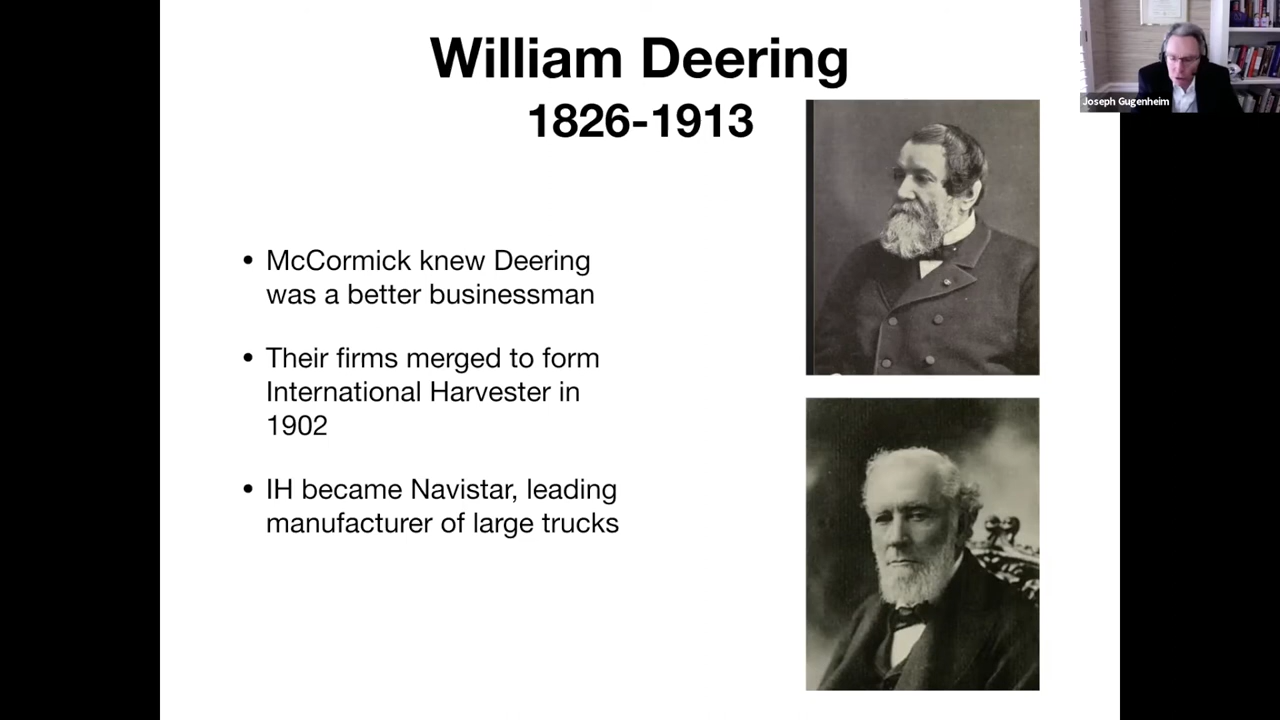 William Deering
1826-1913
Joseph Gugenheim
• McCormick knew Deering
was a better businessman
• Their firms merged to form
International Harvester in
1902
• IH became Navistar, leading
manufacturer of large trucks